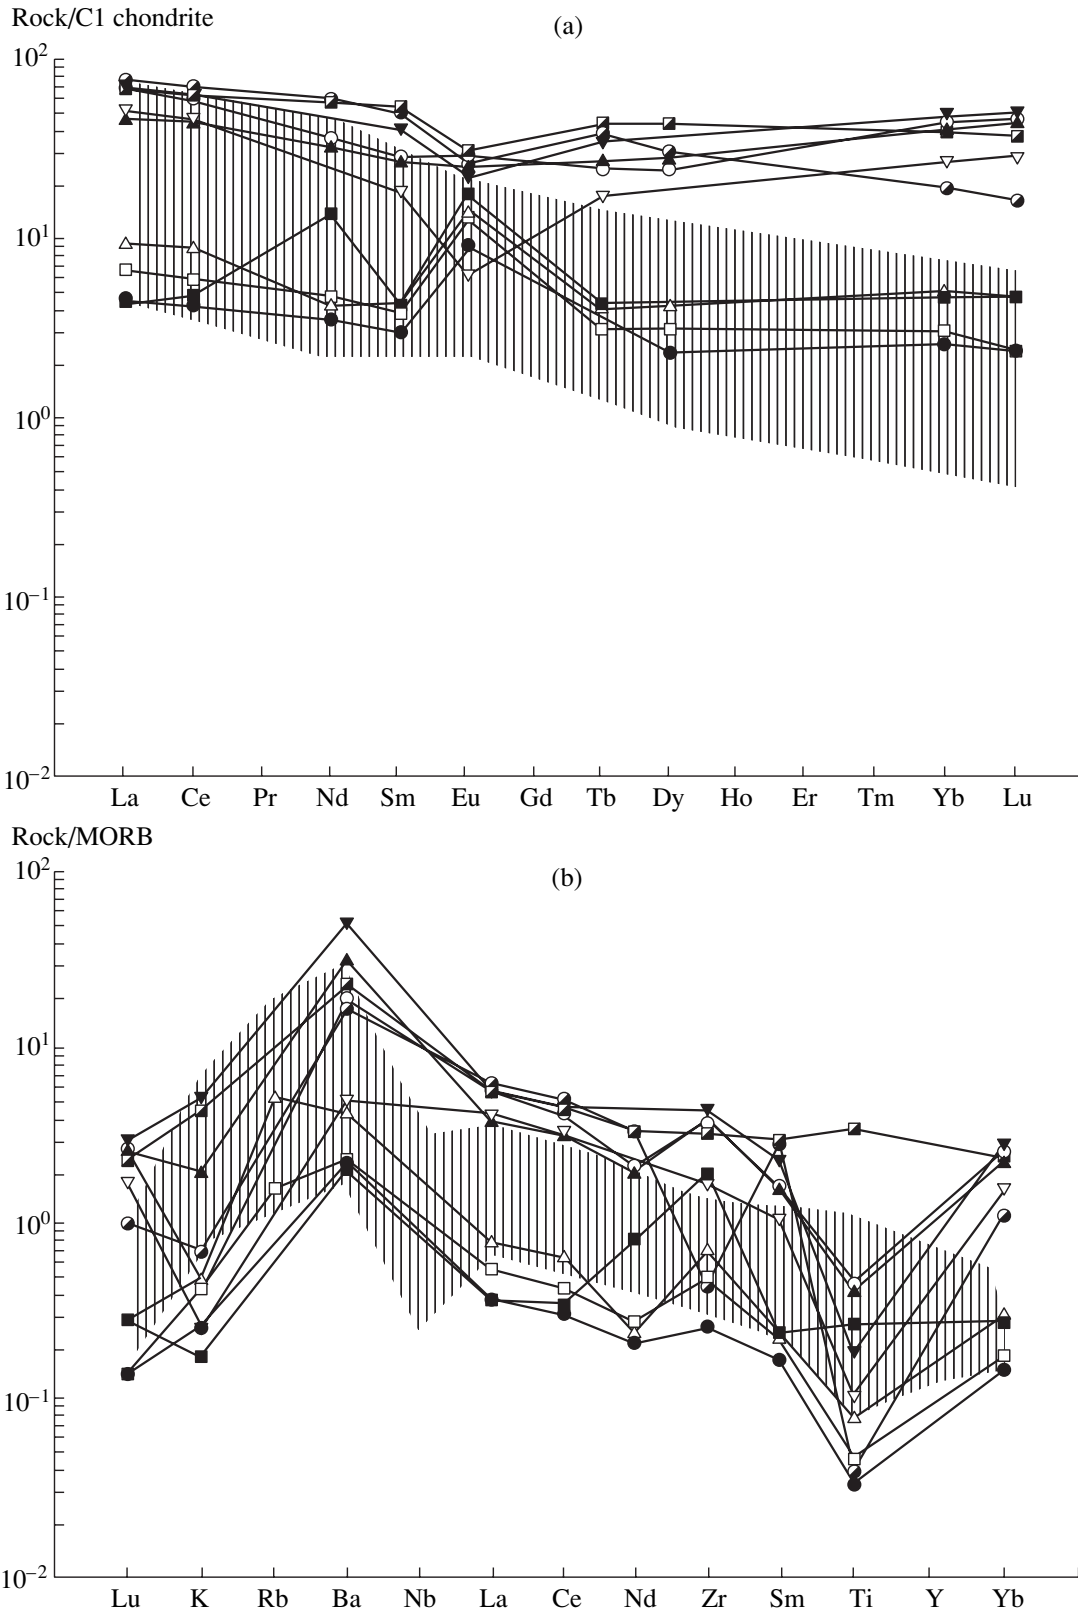 Rock/C1 chondrite
(a)
10²
10¹
10⁰
10⁻¹
10⁻²
La Ce Pr Nd Sm Eu Gd Tb Dy Ho Er Tm Yb Lu
Rock/MORB
(b)
10²
10¹
10⁰
10⁻¹
10⁻²
Lu K Rb Ba Nb La Ce Nd Zr Sm Ti Y Yb